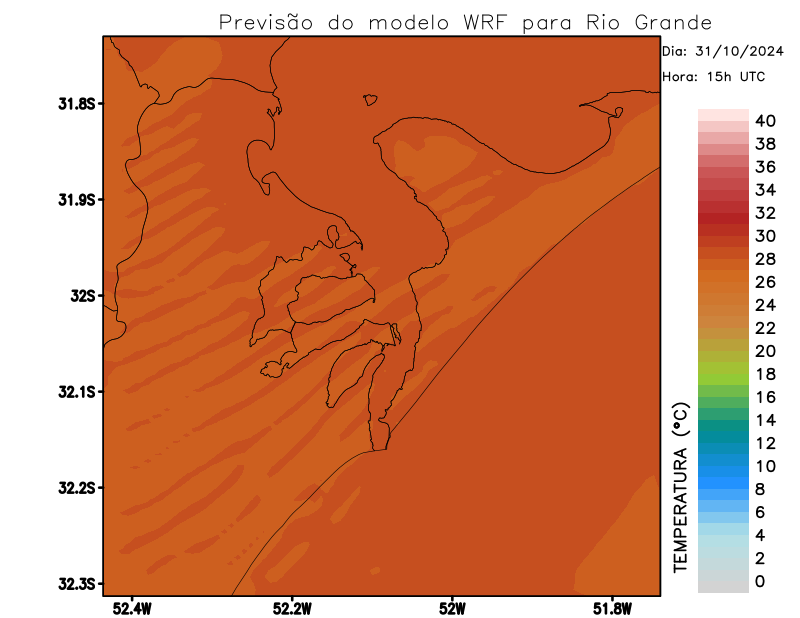 Previsão do modelo WRF para Rio Grande
Dia: 31/10/2024
Hora: 15h UTC
31.8S
31.9S
32S
32.1S
32.2S
32.3S
52.4W
52.2W
52W
51.8W
TEMPERATURA (°C)
40
38
36
34
32
30
28
26
24
22
20
18
16
14
12
10
8
6
4
2
0